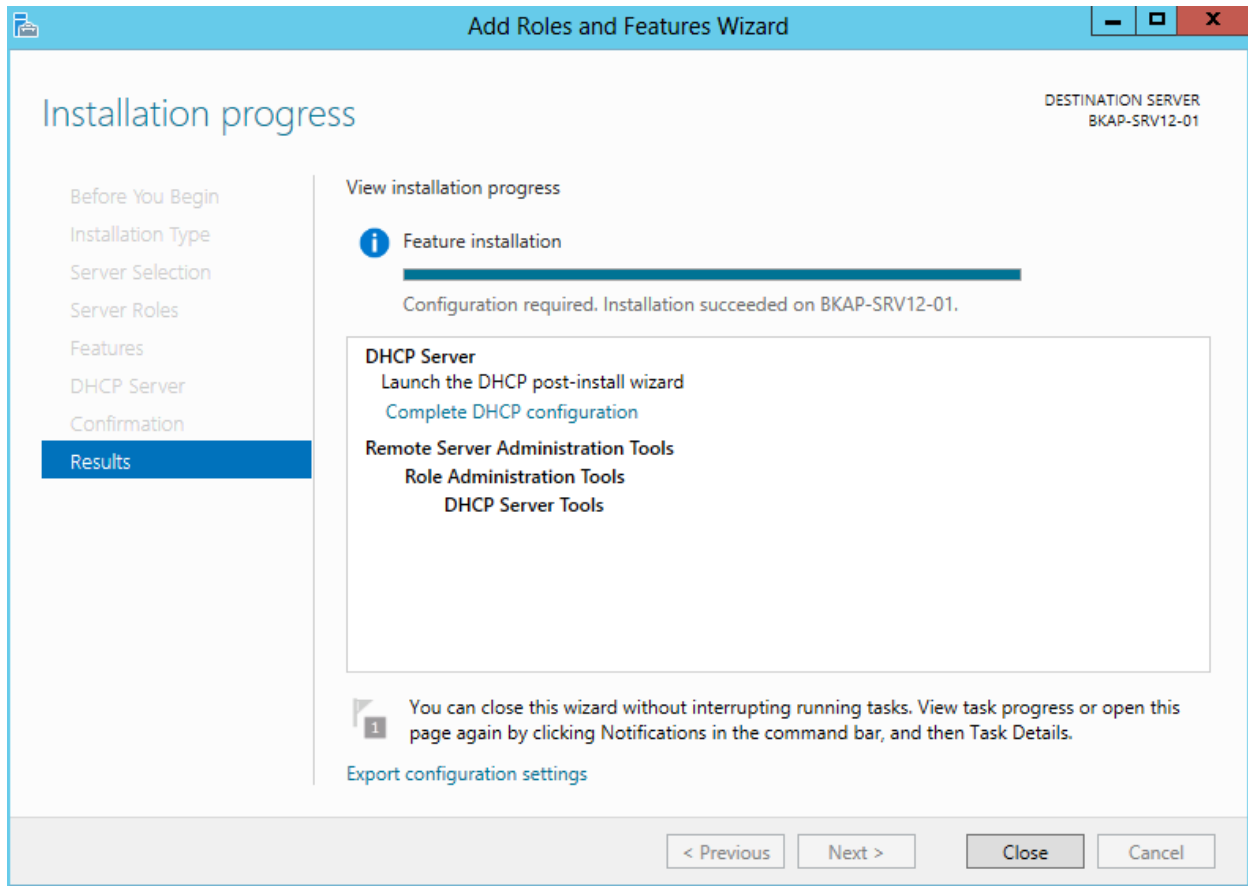 Add Roles and Features Wizard
Installation progress
DESTINATION SERVER
BKAP-SRV12-01
Before You Begin
Installation Type
Server Selection
Server Roles
Features
DHCP Server
Confirmation
Results
View installation progress
Feature installation
Configuration required. Installation succeeded on BKAP-SRV12-01.
DHCP Server
Launch the DHCP post-install wizard
Complete DHCP configuration
Remote Server Administration Tools
Role Administration Tools
DHCP Server Tools
1
You can close this wizard without interrupting running tasks. View task progress or open this
page again by clicking Notifications in the command bar, and then Task Details.
Export configuration settings
< Previous
Next >
Close
Cancel